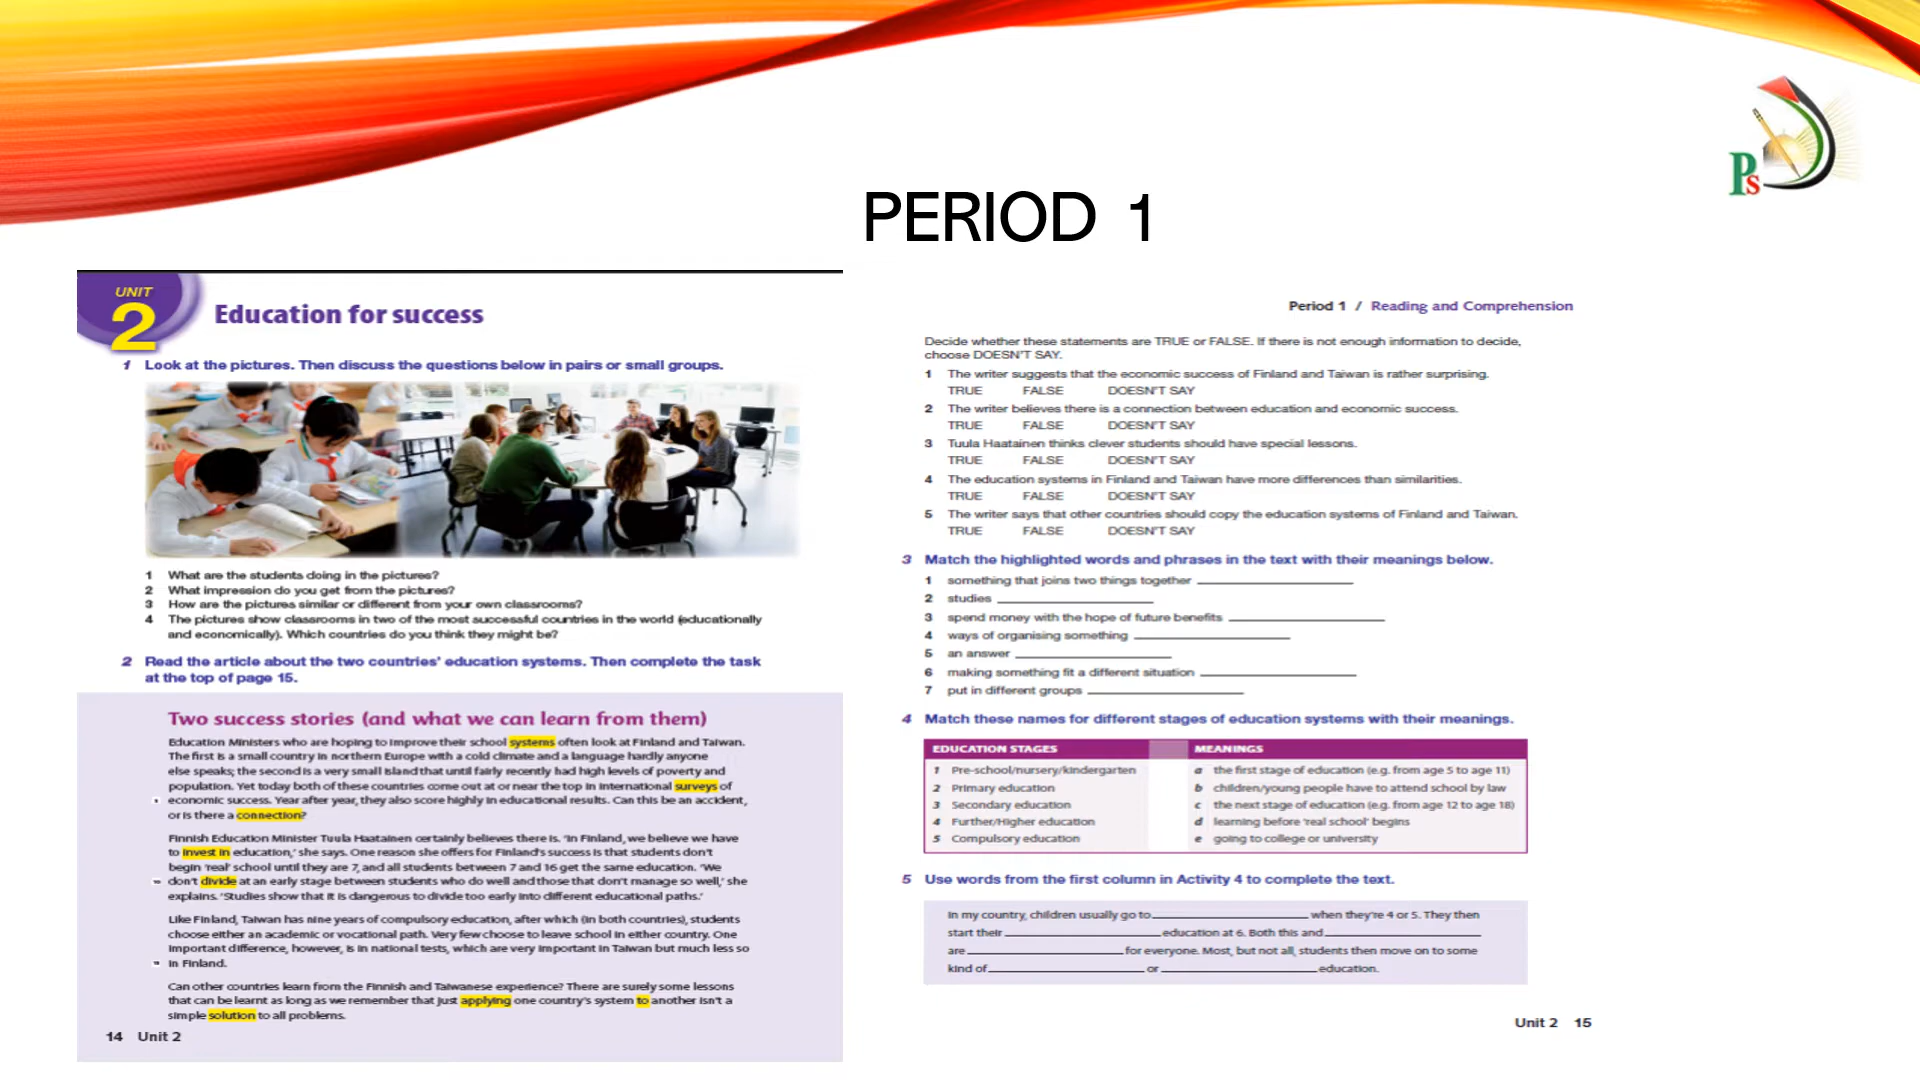 PERIOD 1
Ps
UNIT
2
Education for success
1 Look at the pictures. Then discuss the questions below in pairs or small groups.
1 What are the students doing in the pictures?
2 What impression do you get from the pictures?
3 How are the pictures similar or different from your own classrooms?
4 The pictures show classrooms in two of the most successful countries in the world (educationally
and economically). Which countries do you think they might be?
2 Read the article about the two countries' education systems. Then complete the task
at the top of page 15.
Two success stories (and what we can learn from them)
Education Ministers who are hoping to improve their school systems often look at Finland and Taiwan.
The first is a small country in northern Europe with a cold climate and a language hardly anyone
else speaks; the second is a very small island that until fairly recently had high levels of poverty and
population. Yet today both of these countries come out at or near the top in international surveys of
economic success. Year after year, they also score highly in educational results. Can this be an accident,
or is there a connection?
Finnish Education Minister Tuula Haatainen certainly believes there is. 'In Finland, we believe we have
to invest in education,' she says. One reason she offers for Finland's success is that students don't
begin 'real' school until they are 7, and all students between 7 and 16 get the same education. 'We
don't divide at an early stage between students who do well and those that don't manage so well,' she
explains. 'Studies show that it is dangerous to divide too early into different educational paths.'
Like Finland, Taiwan has nine years of compulsory education, after which (in both countries), students
choose either an academic or vocational path. Very few choose to leave school in either country. One
important difference, however, is in national tests, which are very important in Taiwan but much less so
in Finland.
Can other countries learn from the Finnish and Taiwanese experience? There are surely some lessons
that can be learnt as long as we remember that just applying one country's system to another isn't a
simple solution to all problems.
14 Unit 2
Period 1 / Reading and Comprehension
Decide whether these statements are TRUE or FALSE. If there is not enough information to decide,
choose DOESN'T SAY.
1 The writer suggests that the economic success of Finland and Taiwan is rather surprising.
TRUE FALSE DOESN'T SAY
2 The writer believes there is a connection between education and economic success.
TRUE FALSE DOESN'T SAY
3 Tuula Haatainen thinks clever students should have special lessons.
TRUE FALSE DOESN'T SAY
4 The education systems in Finland and Taiwan have more differences than similarities.
TRUE FALSE DOESN'T SAY
5 The writer says that other countries should copy the education systems of Finland and Taiwan.
TRUE FALSE DOESN'T SAY
3 Match the highlighted words and phrases in the text with their meanings below.
1 something that joins two things together
2 studies
3 spend money with the hope of future benefits
4 ways of organising something
5 an answer
6 making something fit a different situation
7 put in different groups
4 Match these names for different stages of education systems with their meanings.
EDUCATION STAGES MEANINGS
1 Pre-school/nursery/kindergarten a the first stage of education (e.g. from age 5 to age 11)
2 Primary education b children/young people have to attend school by law
3 Secondary education c the next stage of education (e.g. from age 12 to age 18)
4 Further/Higher education d learning before 'real school' begins
5 Compulsory education e going to college or university
5 Use words from the first column in Activity 4 to complete the text.
In my country, children usually go to ____ when they're 4 or 5. They then
start their ____ education at 6. Both this and ____
are ____ for everyone. Most, but not all, students then move on to some
kind of ____ or ____ education.
Unit 2 15